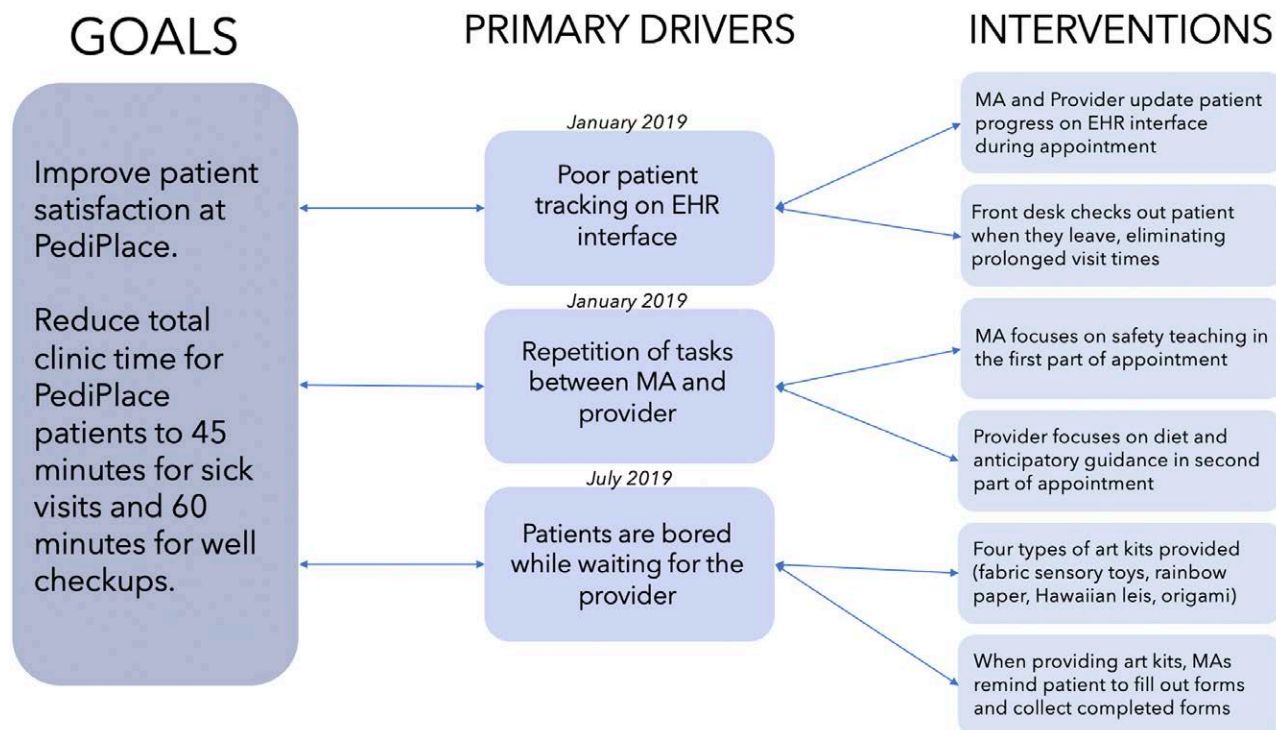 GOALS
PRIMARY DRIVERS
INTERVENTIONS
Improve patient
satisfaction at
PediPlace.
Reduce total
clinic time for
PediPlace
patients to 45
minutes for sick
visits and 60
minutes for well
checkups.
January 2019
Poor patient
tracking on EHR
interface
January 2019
Repetition of tasks
between MA and
provider
July 2019
Patients are bored
while waiting for the
provider
MA and Provider update patient
progress on EHR interface
during appointment
Front desk checks out patient
when they leave, eliminating
prolonged visit times
MA focuses on safety teaching in
the first part of appointment
Provider focuses on diet and
anticipatory guidance in second
part of appointment
Four types of art kits provided
(fabric sensory toys, rainbow
paper, Hawaiian leis, origami)
When providing art kits, MAs
remind patient to fill out forms
and collect completed forms